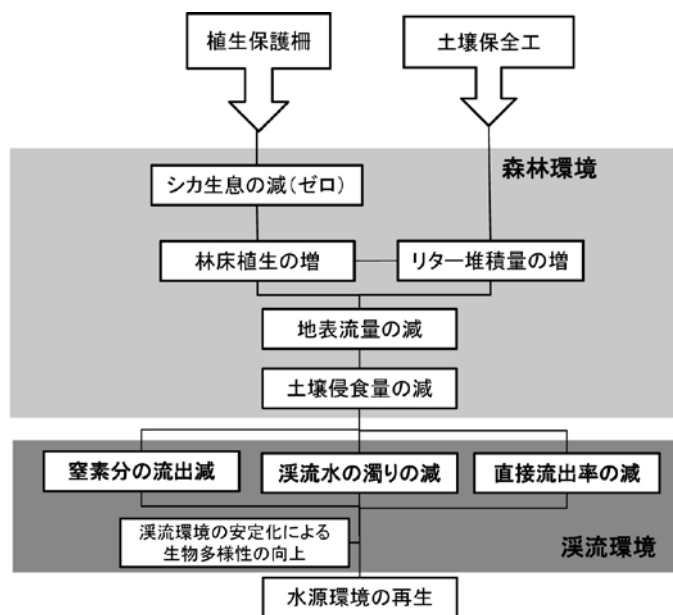 植生保護柵
土壌保全工
森林環境
シカ生息の減(ゼロ)
林床植生の増
リター堆積量の増
地表流量の減
土壌侵食量の減
窒素分の流出減
渓流水の濁りの減
直接流出率の減
渓流環境の安定化による
生物多様性の向上
渓流環境
水源環境の再生